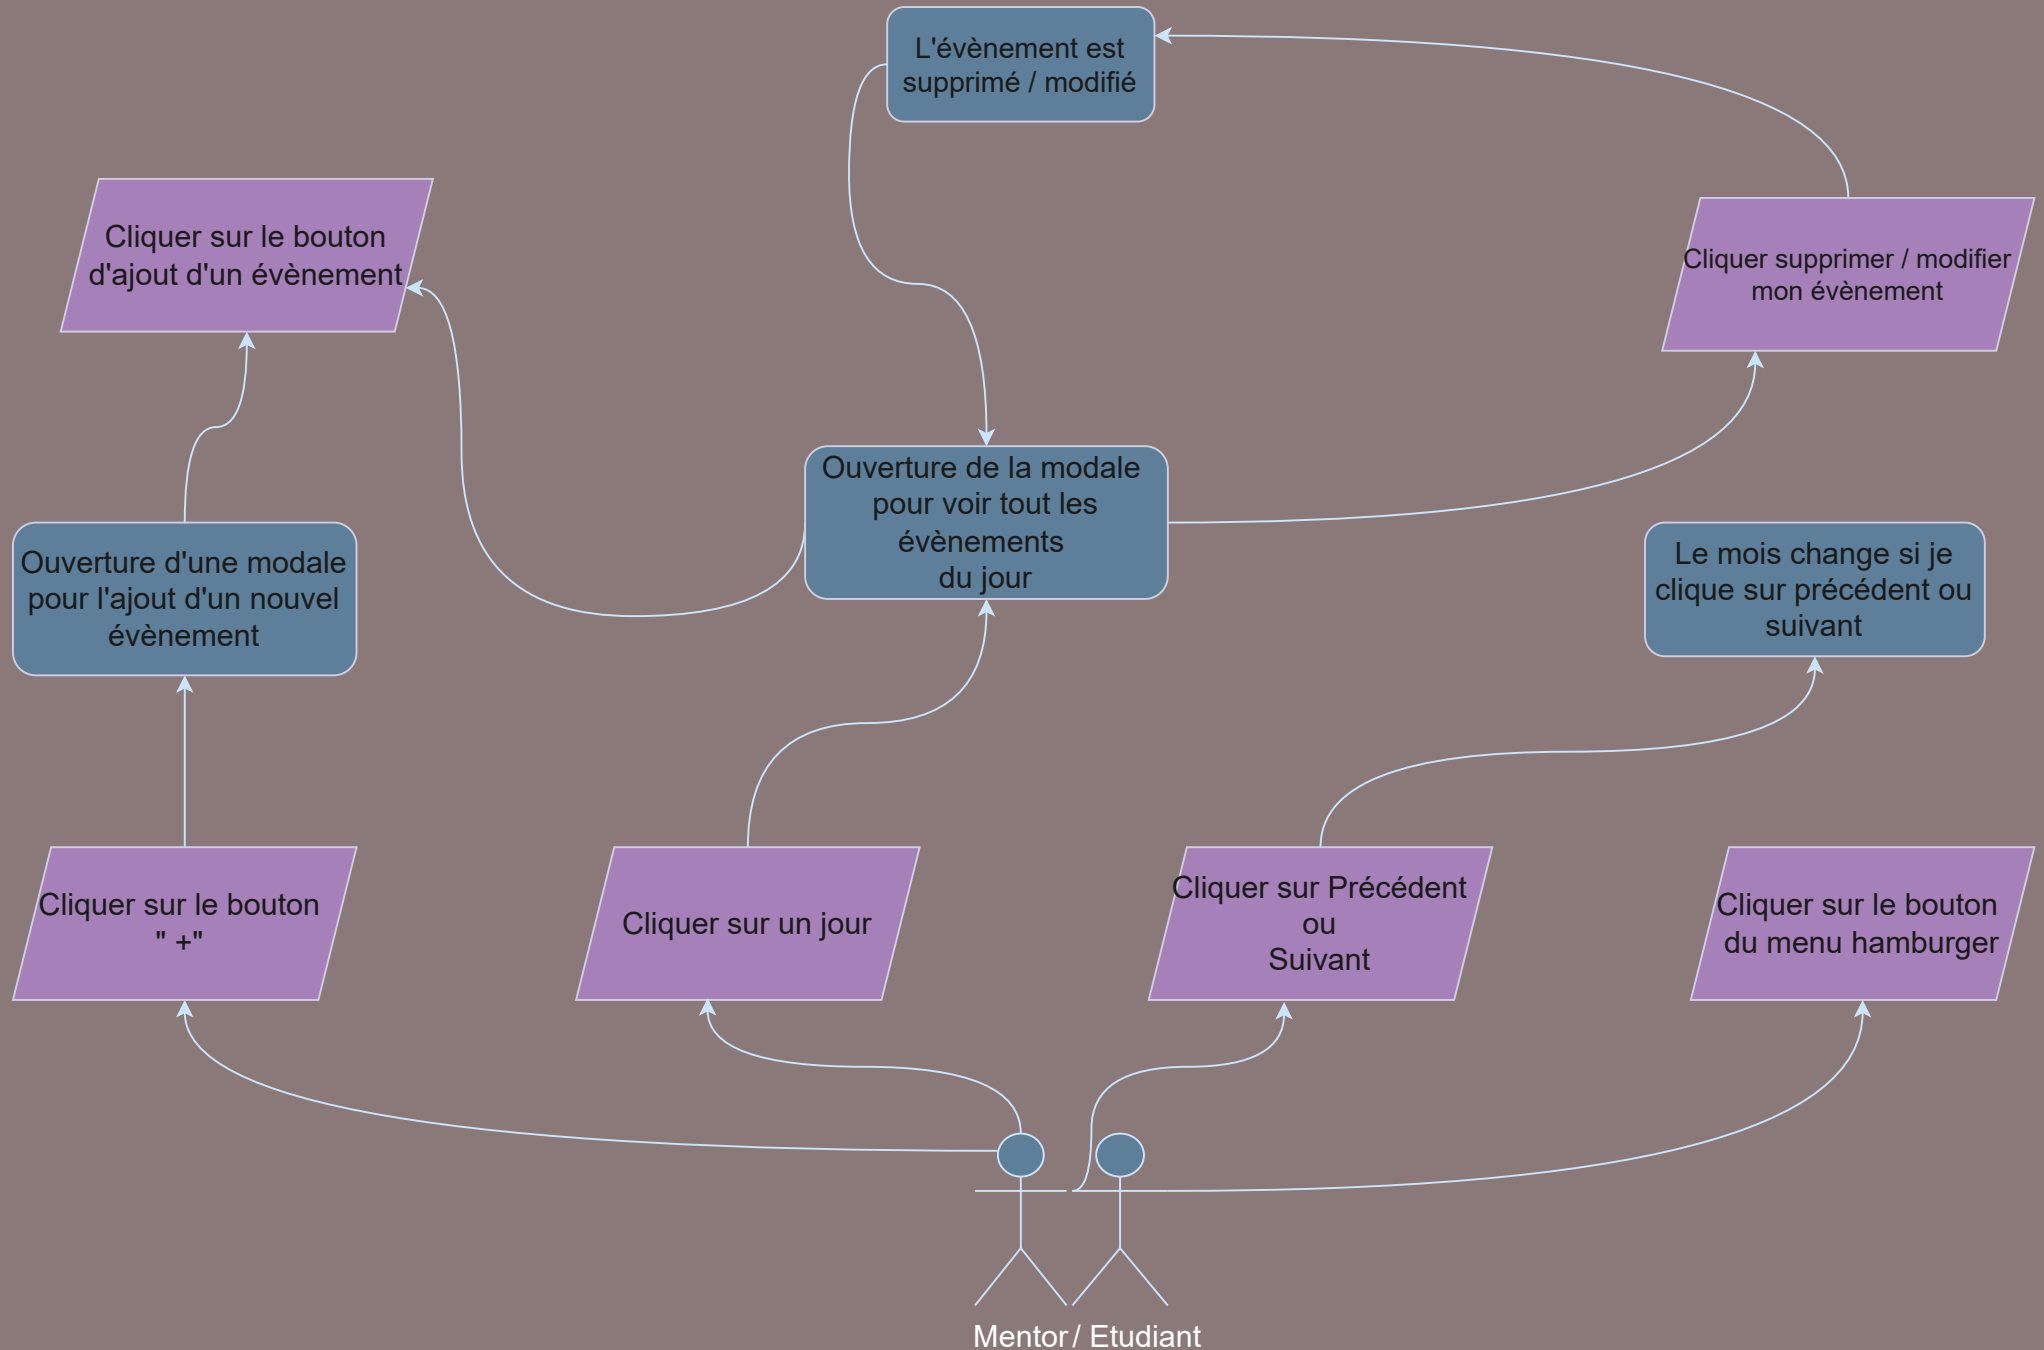 L'évènement est
supprimé / modifié
Cliquer sur le bouton
d'ajout d'un évènement
Cliquer supprimer / modifier
mon évènement
Ouverture de la modale
pour voir tout les
évènements
du jour
Ouverture d'une modale
pour l'ajout d'un nouvel
évènement
Le mois change si je
clique sur précédent ou
suivant
Cliquer sur le bouton
" +"
Cliquer sur un jour
Cliquer sur Précédent
ou
Suivant
Cliquer sur le bouton
du menu hamburger
Mentor / Etudiant